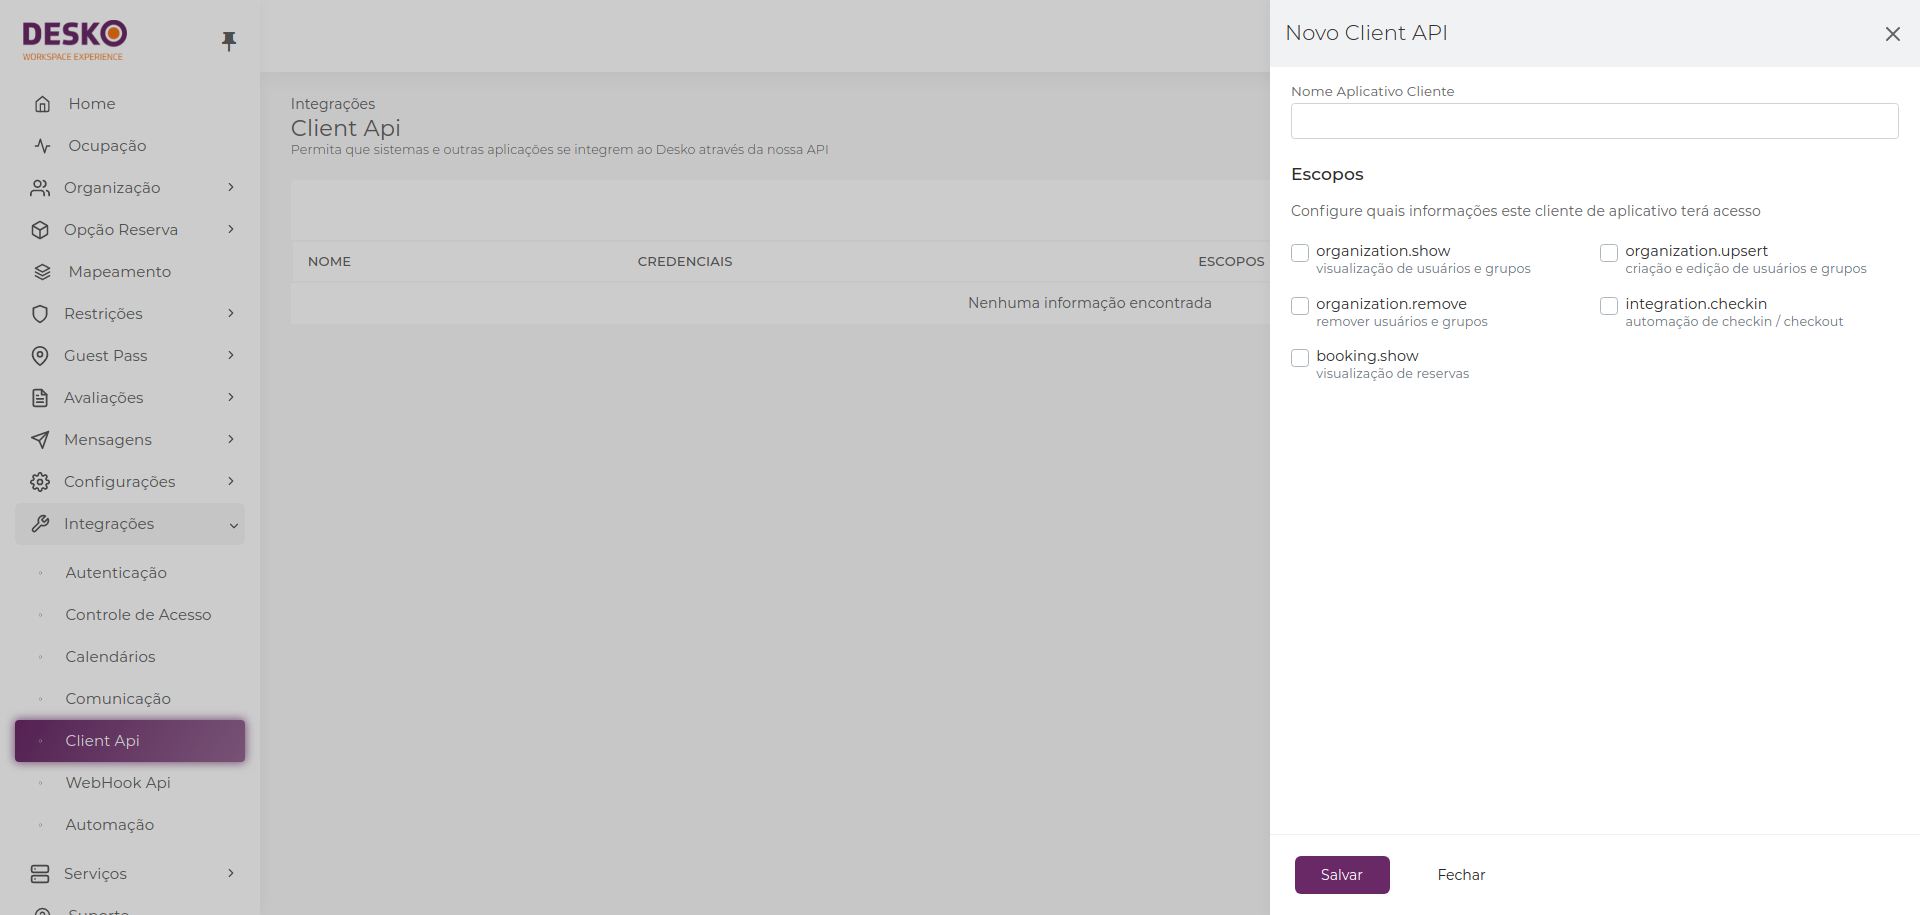 DESKO
WORKSPACE EXPERIENCE
Home
Ocupação
Organização
Opção Reserva
Mapeamento
Restrições
Guest Pass
Avaliações
Mensagens
Configurações
Integrações
Autenticação
Controle de Acesso
Calendários
Comunicação
Client Api
WebHook Api
Automação
Serviços
Suporte
Integrações
Client Api
Permita que sistemas e outras aplicações se integrem ao Desko através da nossa API
NOME CREDENCIAIS ESCOPOS
Nenhuma informação encontrada
Novo Client API
Nome Aplicativo Cliente
Escopos
Configure quais informações este cliente de aplicativo terá acesso
organization.show
visualização de usuários e grupos
organization.upsert
criação e edição de usuários e grupos
organization.remove
remover usuários e grupos
integration.checkin
automação de checkin / checkout
booking.show
visualização de reservas
Salvar Fechar